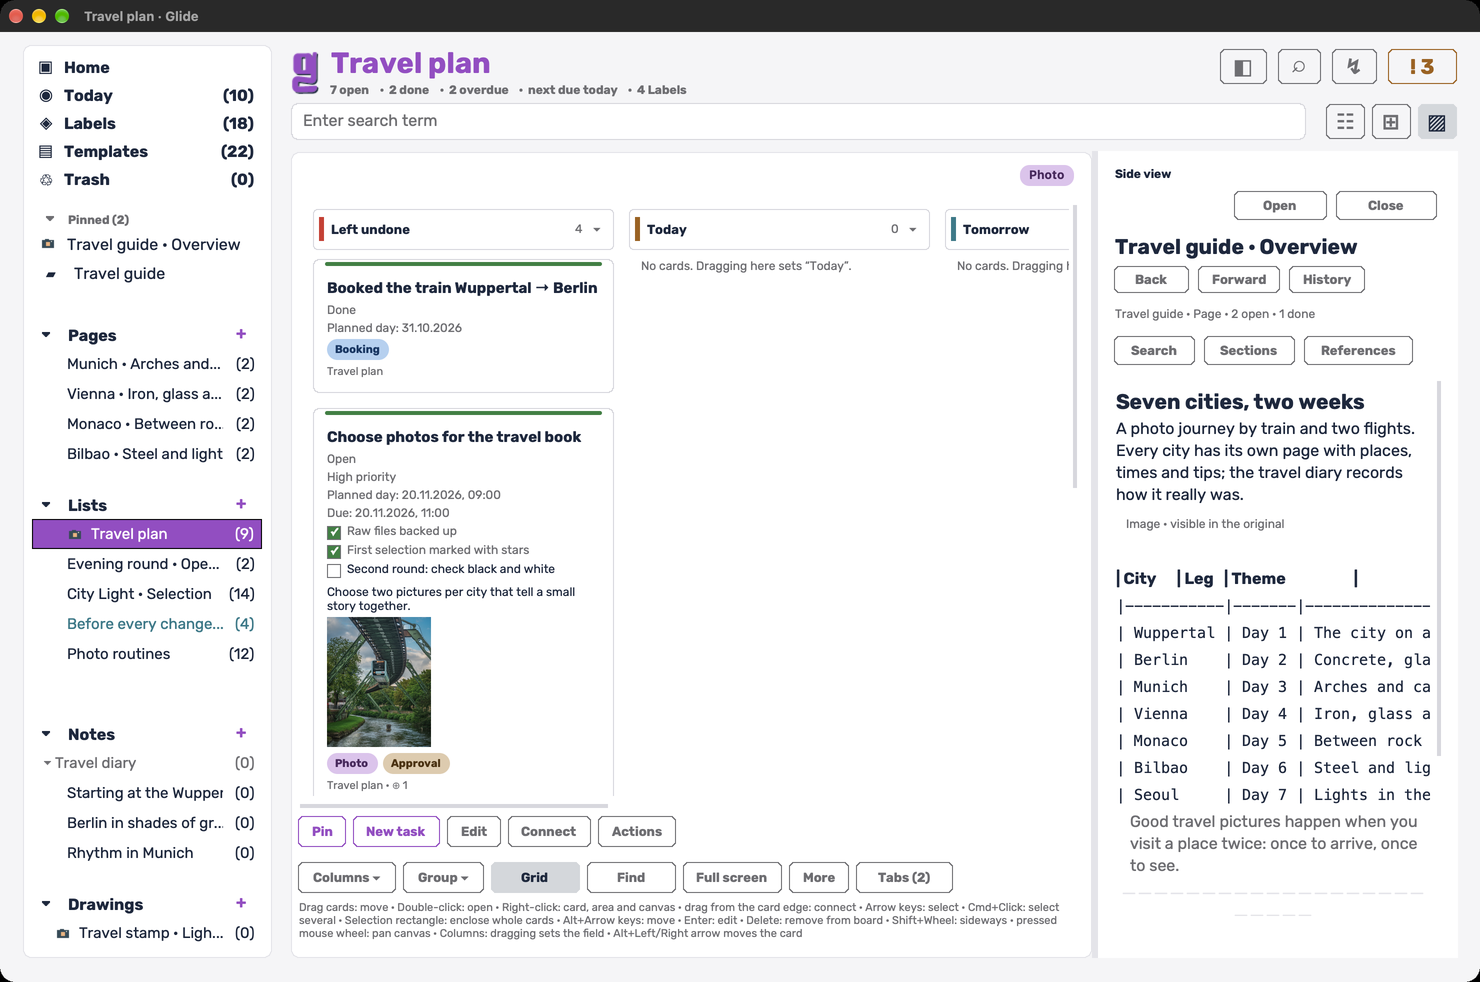 Travel plan · Glide
Home
Today (10)
Labels (18)
Templates (22)
Trash (0)
Pinned (2)
Travel guide • Overview
Travel guide
Pages +
Munich • Arches and... (2)
Vienna • Iron, glass a... (2)
Monaco • Between ro... (2)
Bilbao • Steel and light (2)
Lists +
Travel plan (9)
Evening round • Ope... (2)
City Light • Selection (14)
Before every change... (4)
Photo routines (12)
Notes +
Travel diary (0)
Starting at the Wupper (0)
Berlin in shades of gr... (0)
Rhythm in Munich (0)
Drawings +
Travel stamp • Ligh... (0)
g Travel plan
7 open • 2 done • 2 overdue • next due today • 4 Labels
! 3
Enter search term
Photo
Left undone 4
Today 0
Tomorrow
No cards. Dragging here sets “Today”.
No cards. Dragging h
Booked the train Wuppertal → Berlin
Done
Planned day: 31.10.2026
Booking
Travel plan
Choose photos for the travel book
Open
High priority
Planned day: 20.11.2026, 09:00
Due: 20.11.2026, 11:00
Raw files backed up
First selection marked with stars
Second round: check black and white
Choose two pictures per city that tell a small
story together.
Photo Approval
Travel plan • ⊕ 1
Pin New task Edit Connect Actions
Columns Group Grid Find Full screen More Tabs (2)
Drag cards: move • Double-click: open • Right-click: card, area and canvas • drag from the card edge: connect • Arrow keys: select • Cmd+Click: select
several • Selection rectangle: enclose whole cards • Alt+Arrow keys: move • Enter: edit • Delete: remove from board • Shift+Wheel: sideways • pressed
mouse wheel: pan canvas • Columns: dragging sets the field • Alt+Left/Right arrow moves the card
Side view
Open Close
Travel guide • Overview
Back Forward History
Travel guide • Page • 2 open • 1 done
Search Sections References
Seven cities, two weeks
A photo journey by train and two flights.
Every city has its own page with places,
times and tips; the travel diary records
how it really was.
Image • visible in the original
| City | Leg | Theme |
|-----------|-------|--------------
| Wuppertal | Day 1 | The city on a
| Berlin | Day 2 | Concrete, gla
| Munich | Day 3 | Arches and ca
| Vienna | Day 4 | Iron, glass a
| Monaco | Day 5 | Between rock
| Bilbao | Day 6 | Steel and lig
| Seoul | Day 7 | Lights in the
Good travel pictures happen when you
visit a place twice: once to arrive, once
to see.